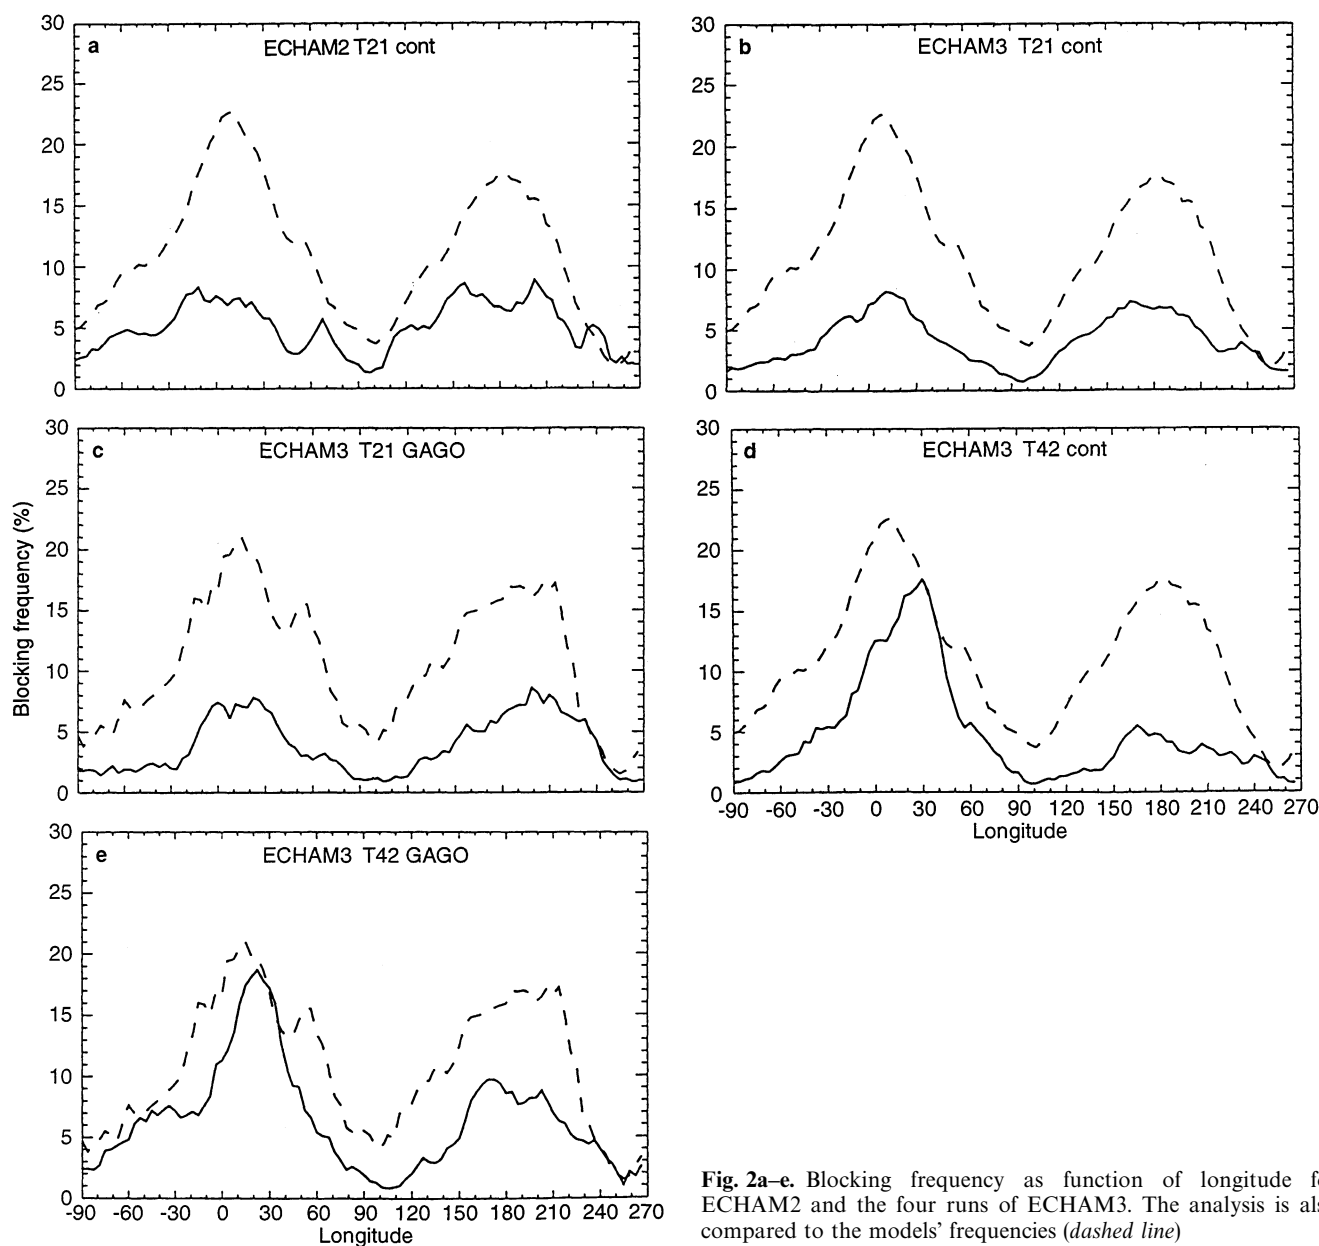 a ECHAM2 T21 cont
30
25
20
15
10
5
0
b ECHAM3 T21 cont
30
25
20
15
10
5
0
c ECHAM3 T21 GAGO
30
25
20
15
10
5
0
Blocking frequency (%)
d ECHAM3 T42 cont
30
25
20
15
10
5
0
-90 -60 -30 0 30 60 90 120 150 180 210 240 270
Longitude
e ECHAM3 T42 GAGO
30
25
20
15
10
5
0
-90 -60 -30 0 30 60 90 120 150 180 210 240 270
Longitude
Fig. 2a–e. Blocking frequency as function of longitude
ECHAM2 and the four runs of ECHAM3. The analysis is
compared to the models' frequencies (dashed line)